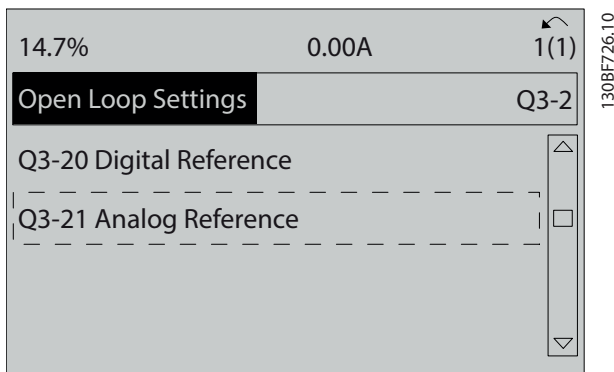 14.7% 0.00A 1(1)
Open Loop Settings Q3-2
Q3-20 Digital Reference
Q3-21 Analog Reference
130BF726.10